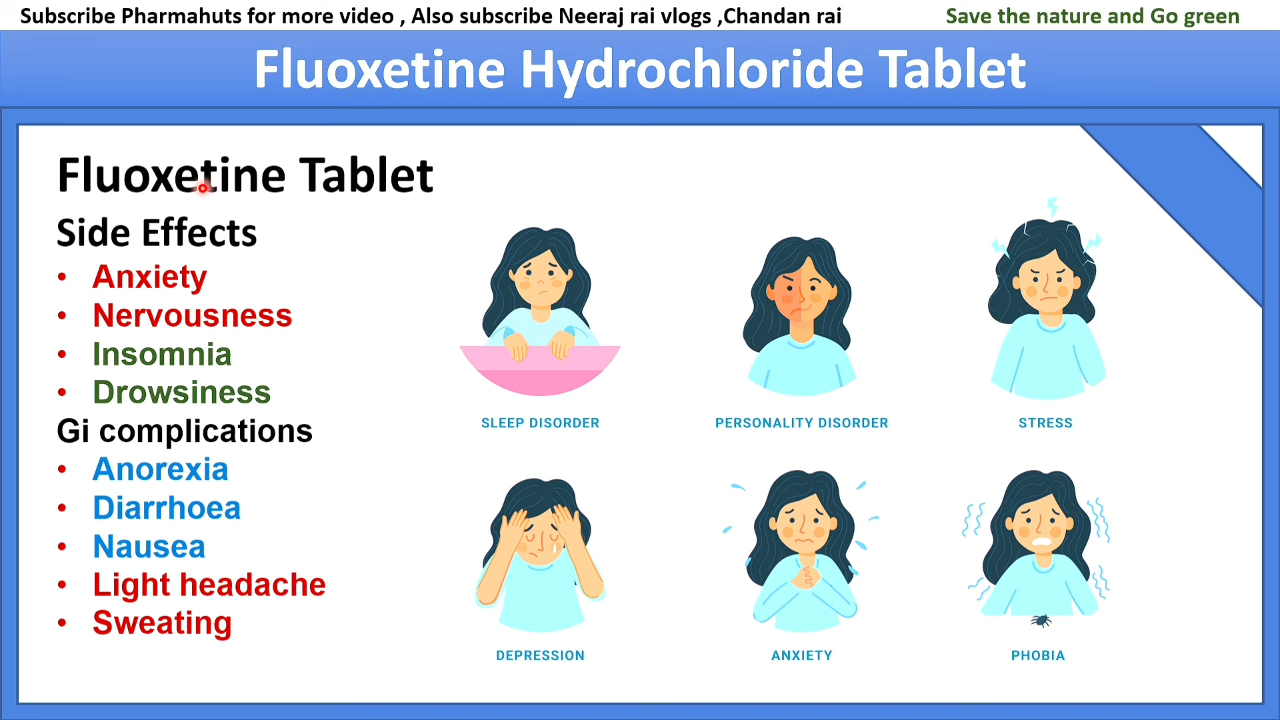 Subscribe Pharmahuts for more video , Also subscribe Neeraj rai vlogs ,Chandan rai
Save the nature and Go green
Fluoxetine Hydrochloride Tablet
Fluoxetine Tablet
Side Effects
• Anxiety
• Nervousness
• Insomnia
• Drowsiness
Gi complications
• Anorexia
• Diarrhoea
• Nausea
• Light headache
• Sweating
SLEEP DISORDER
PERSONALITY DISORDER
STRESS
DEPRESSION
ANXIETY
PHOBIA